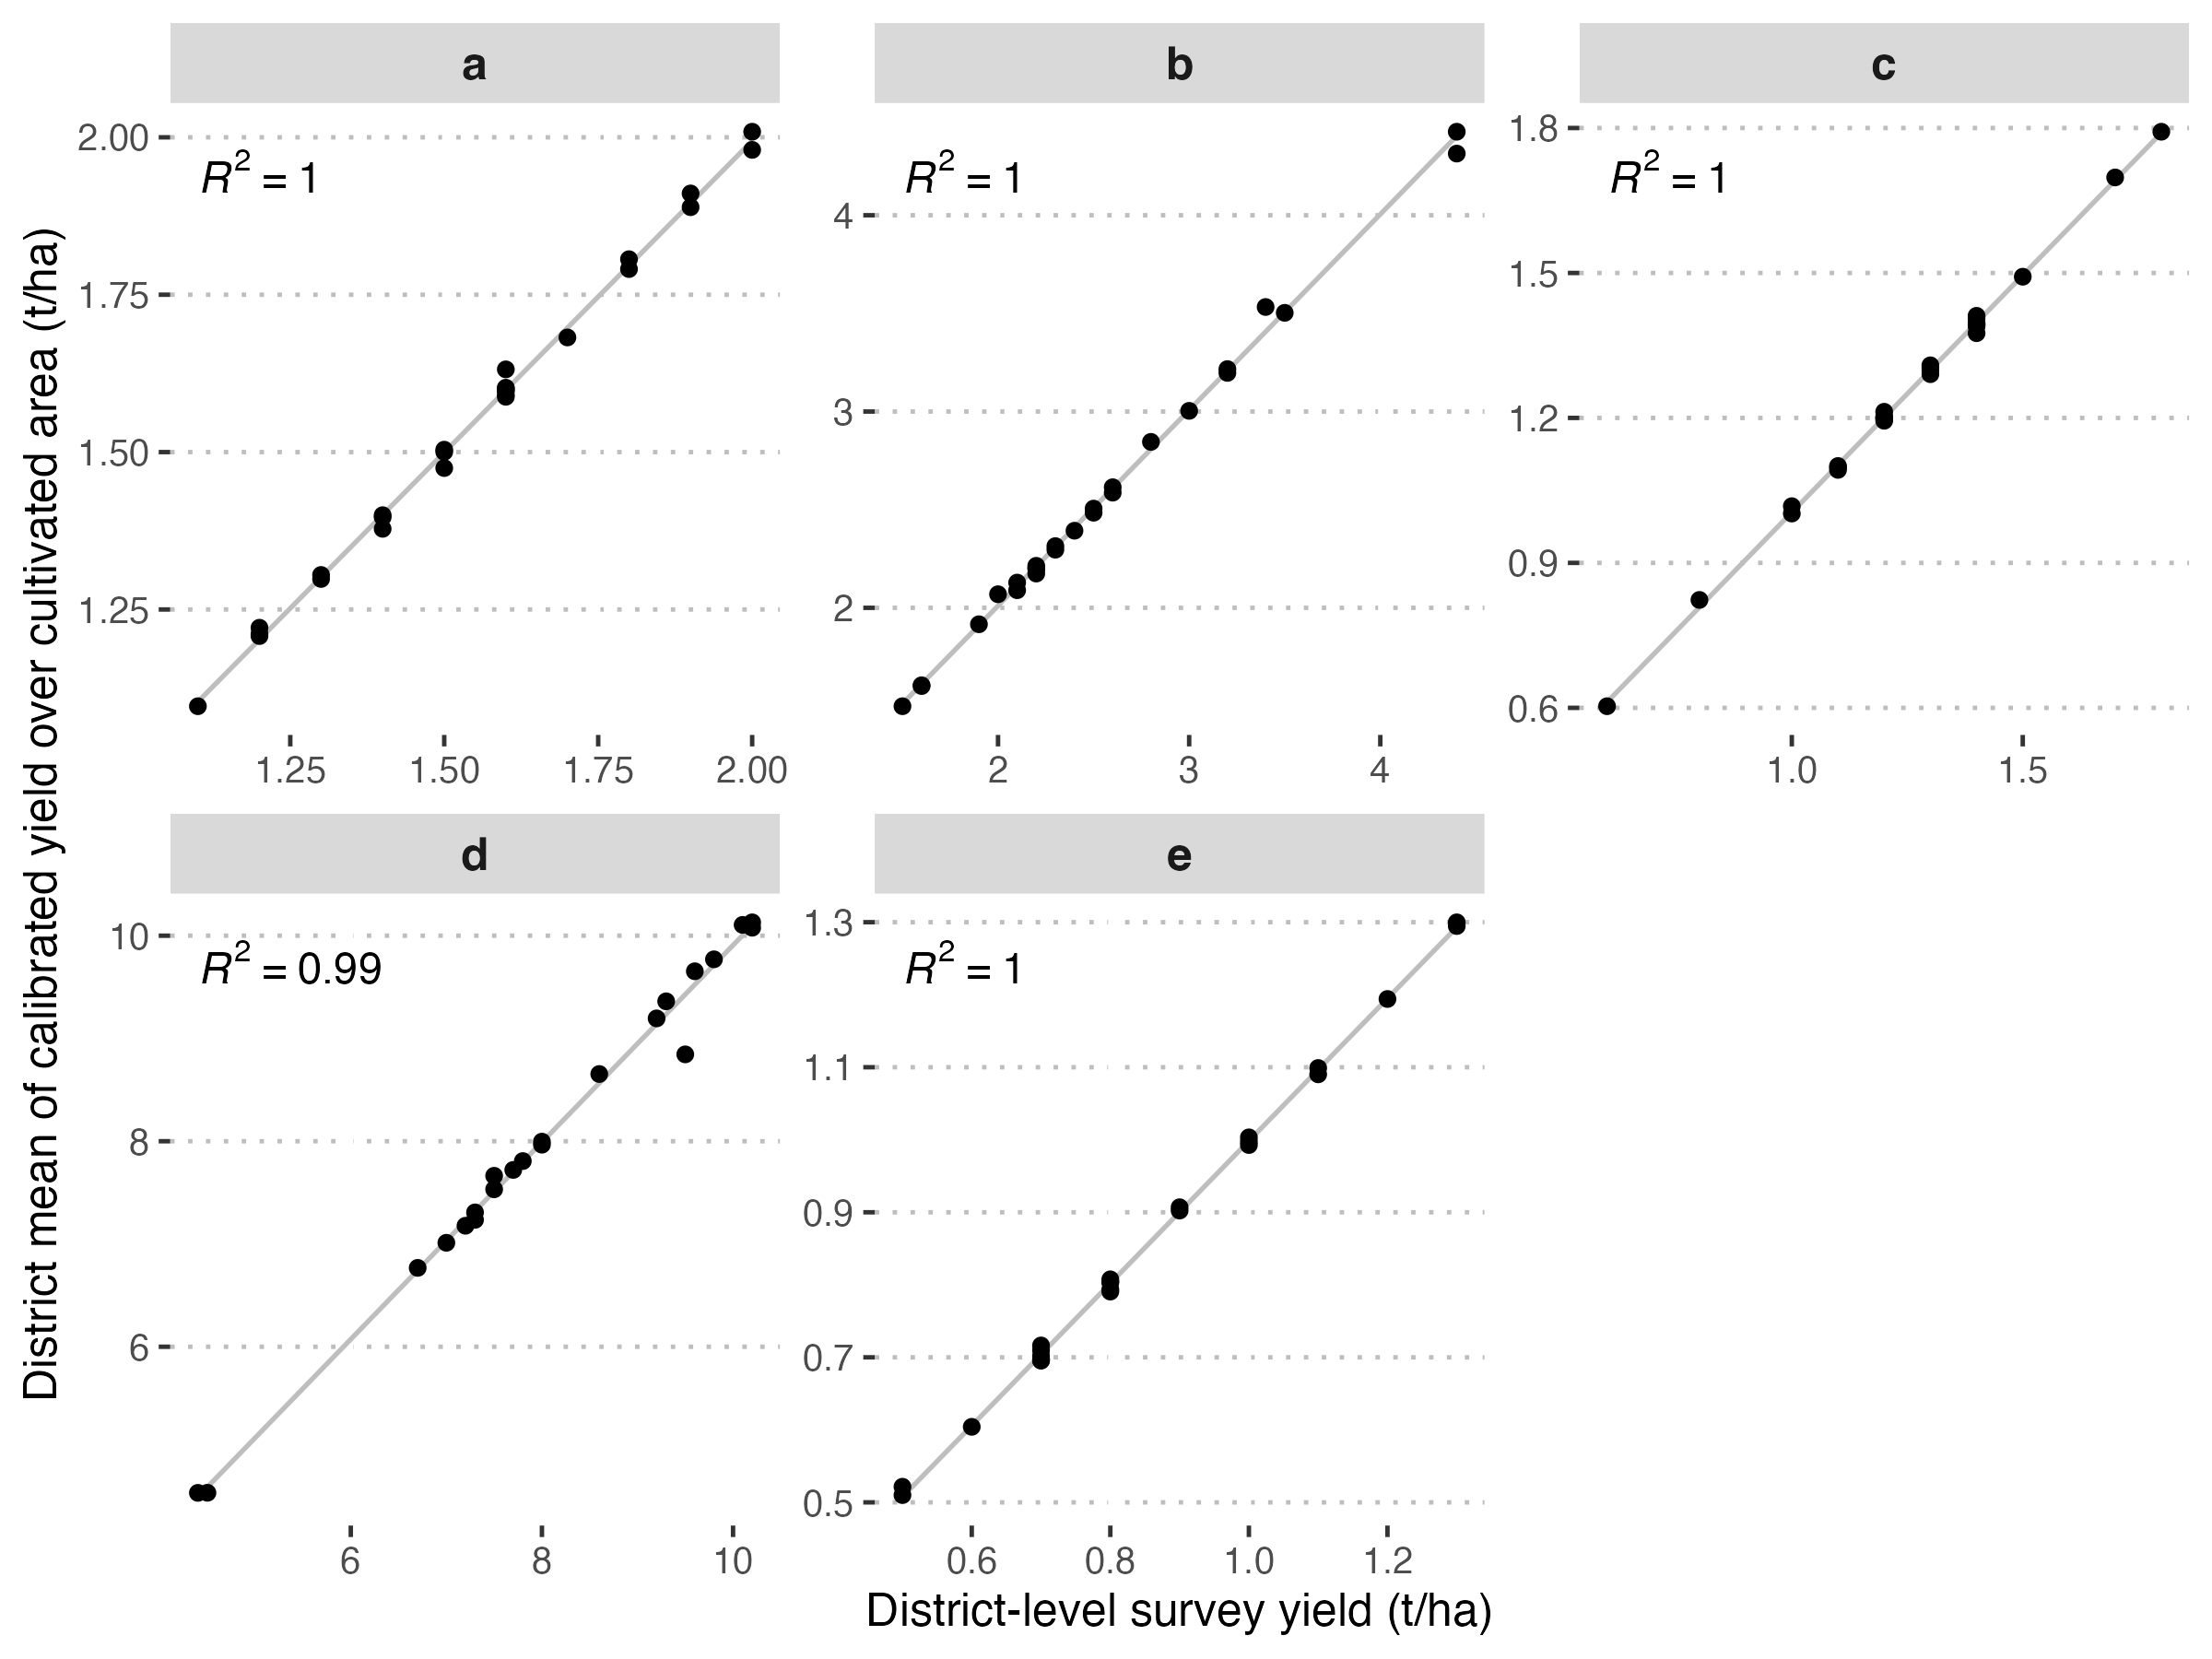 a
b
c
2.00
1.75
1.50
1.25
R2 = 1
1.25 1.50 1.75 2.00
4
3
2
R2 = 1
2 3 4
1.8
1.5
1.2
0.9
0.6
R2 = 1
1.0 1.5
d
e
10
8
6
R2 = 0.99
6 8 10
1.3
1.1
0.9
0.7
0.5
R2 = 1
0.6 0.8 1.0 1.2
District mean of calibrated yield over cultivated area (t/ha)
District-level survey yield (t/ha)